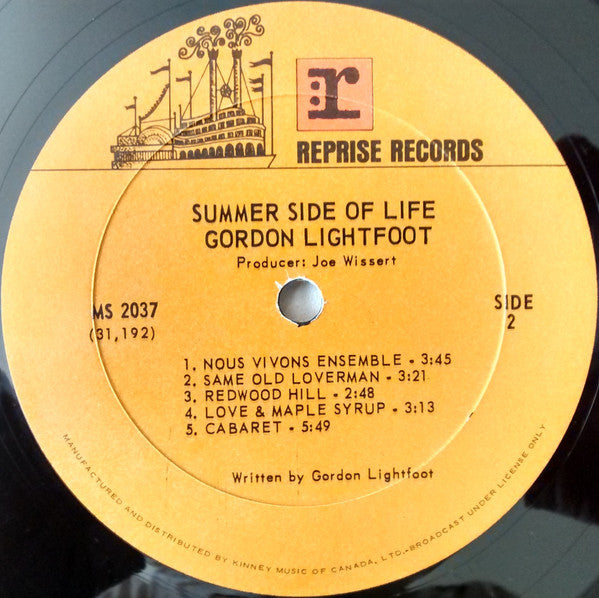 :r
REPRISE RECORDS
SUMMER SIDE OF LIFE
GORDON LIGHTFOOT
Producer: Joe Wissert
MS 2037
(31,192)
SIDE
2
1. NOUS VIVONS ENSEMBLE - 3:45
2. SAME OLD LOVERMAN - 3:21
3. REDWOOD HILL - 2:48
4. LOVE & MAPLE SYRUP - 3:13
5. CABARET - 5:49
Written by Gordon Lightfoot
MANUFACTURED AND DISTRIBUTED BY KINNEY MUSIC OF CANADA, LTD.-BROADCAST UNDER LICENSE ONLY